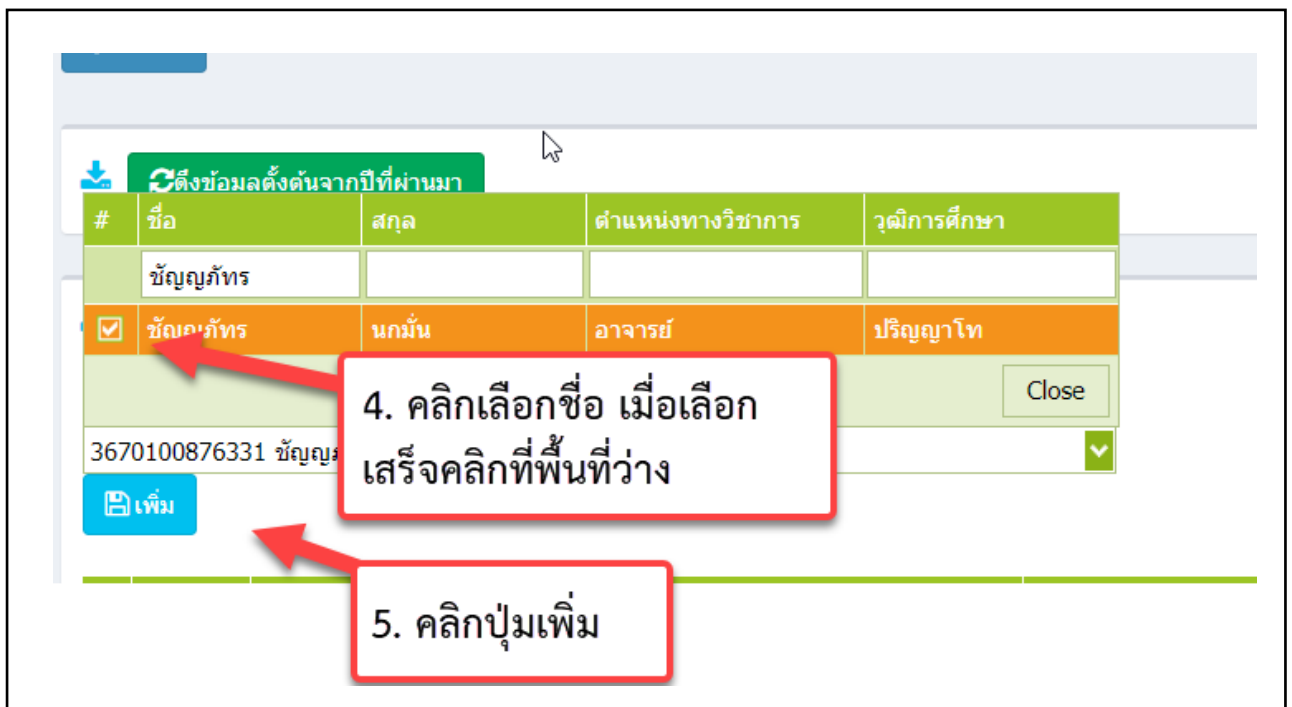 ดึงข้อมูลตั้งต้นจากปีที่ผ่านมา
# ชื่อ สกุล ตำแหน่งทางวิชาการ วุฒิการศึกษา
ชัญญภัทร
ชัญญภัทร นกมั่น อาจารย์ ปริญญาโท
Close
4. คลิกเลือกชื่อ เมื่อเลือก
เสร็จคลิกที่พื้นที่ว่าง
3670100876331
เพิ่ม
5. คลิกปุ่มเพิ่ม